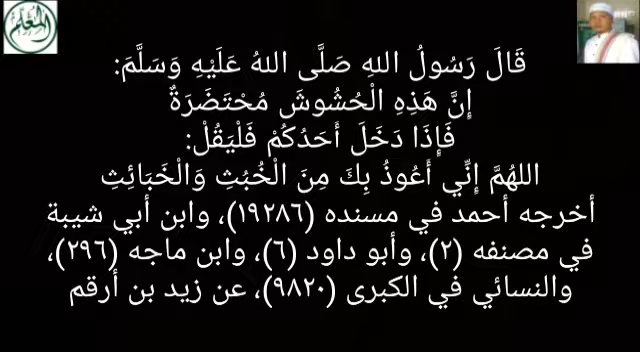 المعلم
قَالَ رَسُولُ اللهِ صَلَّى اللهُ عَلَيْهِ وَسَلَّمَ:
إِنَّ هَذِهِ الْحُشُوشَ مُحْتَضَرَةٌ
فَإِذَا دَخَلَ أَحَدُكُمْ فَلْيَقُلْ:
اللهُمَّ إِنِّي أَعُوذُ بِكَ مِنَ الْخُبُثِ وَالْخَبَائِثِ
أخرجه أحمد في مسنده (١٩٢٨٦)، وابن أبي شيبة
في مصنفه (٢)، وأبو داود (٦)، وابن ماجه (٢٩٦)،
والنسائي في الكبرى (٩٨٢٠)، عن زيد بن أرقم